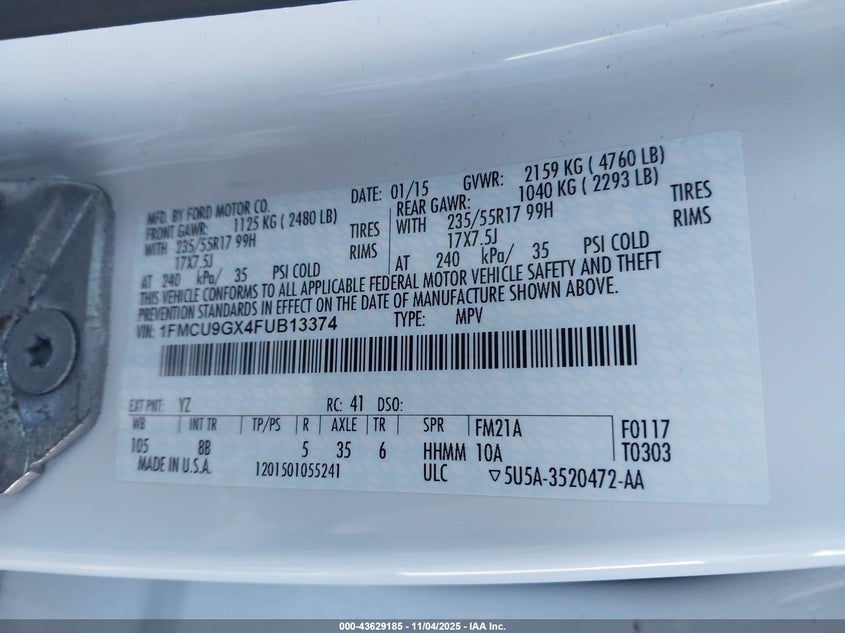 MFD. BY FORD MOTOR CO.
DATE: 01/15 GVWR: 2159 KG ( 4760 LB)
FRONT GAWR: 1125 KG ( 2480 LB) REAR GAWR: 1040 KG ( 2293 LB)
WITH 235/55R17 99H TIRES WITH 235/55R17 99H TIRES
17X7.5J RIMS 17X7.5J RIMS
AT 240 kPa/ 35 PSI COLD AT 240 kPa/ 35 PSI COLD
THIS VEHICLE CONFORMS TO ALL APPLICABLE FEDERAL MOTOR VEHICLE SAFETY AND THEFT
PREVENTION STANDARDS IN EFFECT ON THE DATE OF MANUFACTURE SHOWN ABOVE.
VIN: 1FMCU9GX4FUB13374 TYPE: MPV
EXT PNT: YZ RC: 41 DSO:
WB INT TR TP/PS R AXLE TR SPR FM21A F0117
105 8B 5 35 6 HHMM 10A T0303
MADE IN U.S.A. 1201501055241 ULC ▽5U5A-3520472-AA
000-43629185 - 11/04/2025 - IAA Inc.